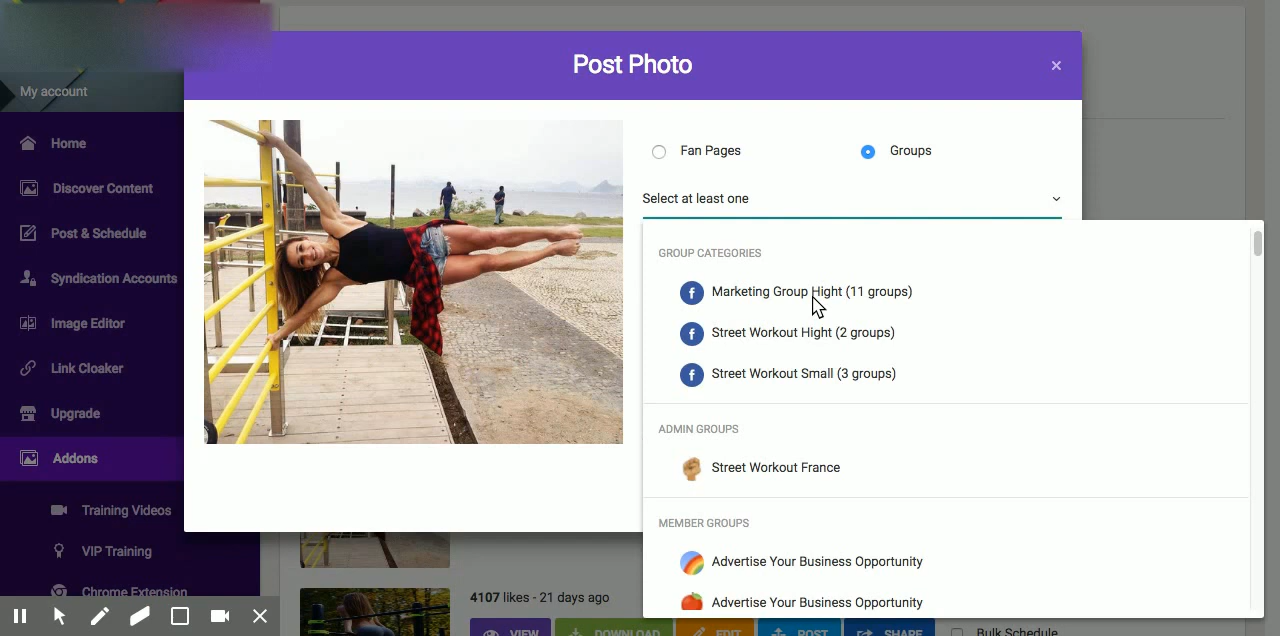 Post Photo
×
My account
Home
Discover Content
Post & Schedule
Syndication Accounts
Image Editor
Link Cloaker
Upgrade
Addons
Training Videos
VIP Training
Chrome Extension
Fan Pages
Groups
Select at least one
GROUP CATEGORIES
Marketing Group Hight (11 groups)
Street Workout Hight (2 groups)
Street Workout Small (3 groups)
ADMIN GROUPS
Street Workout France
MEMBER GROUPS
Advertise Your Business Opportunity
Advertise Your Business Opportunity
4107 likes - 21 days ago
VIEW
DOWNLOAD
EDIT
POST
SHARE
Bulk Schedule